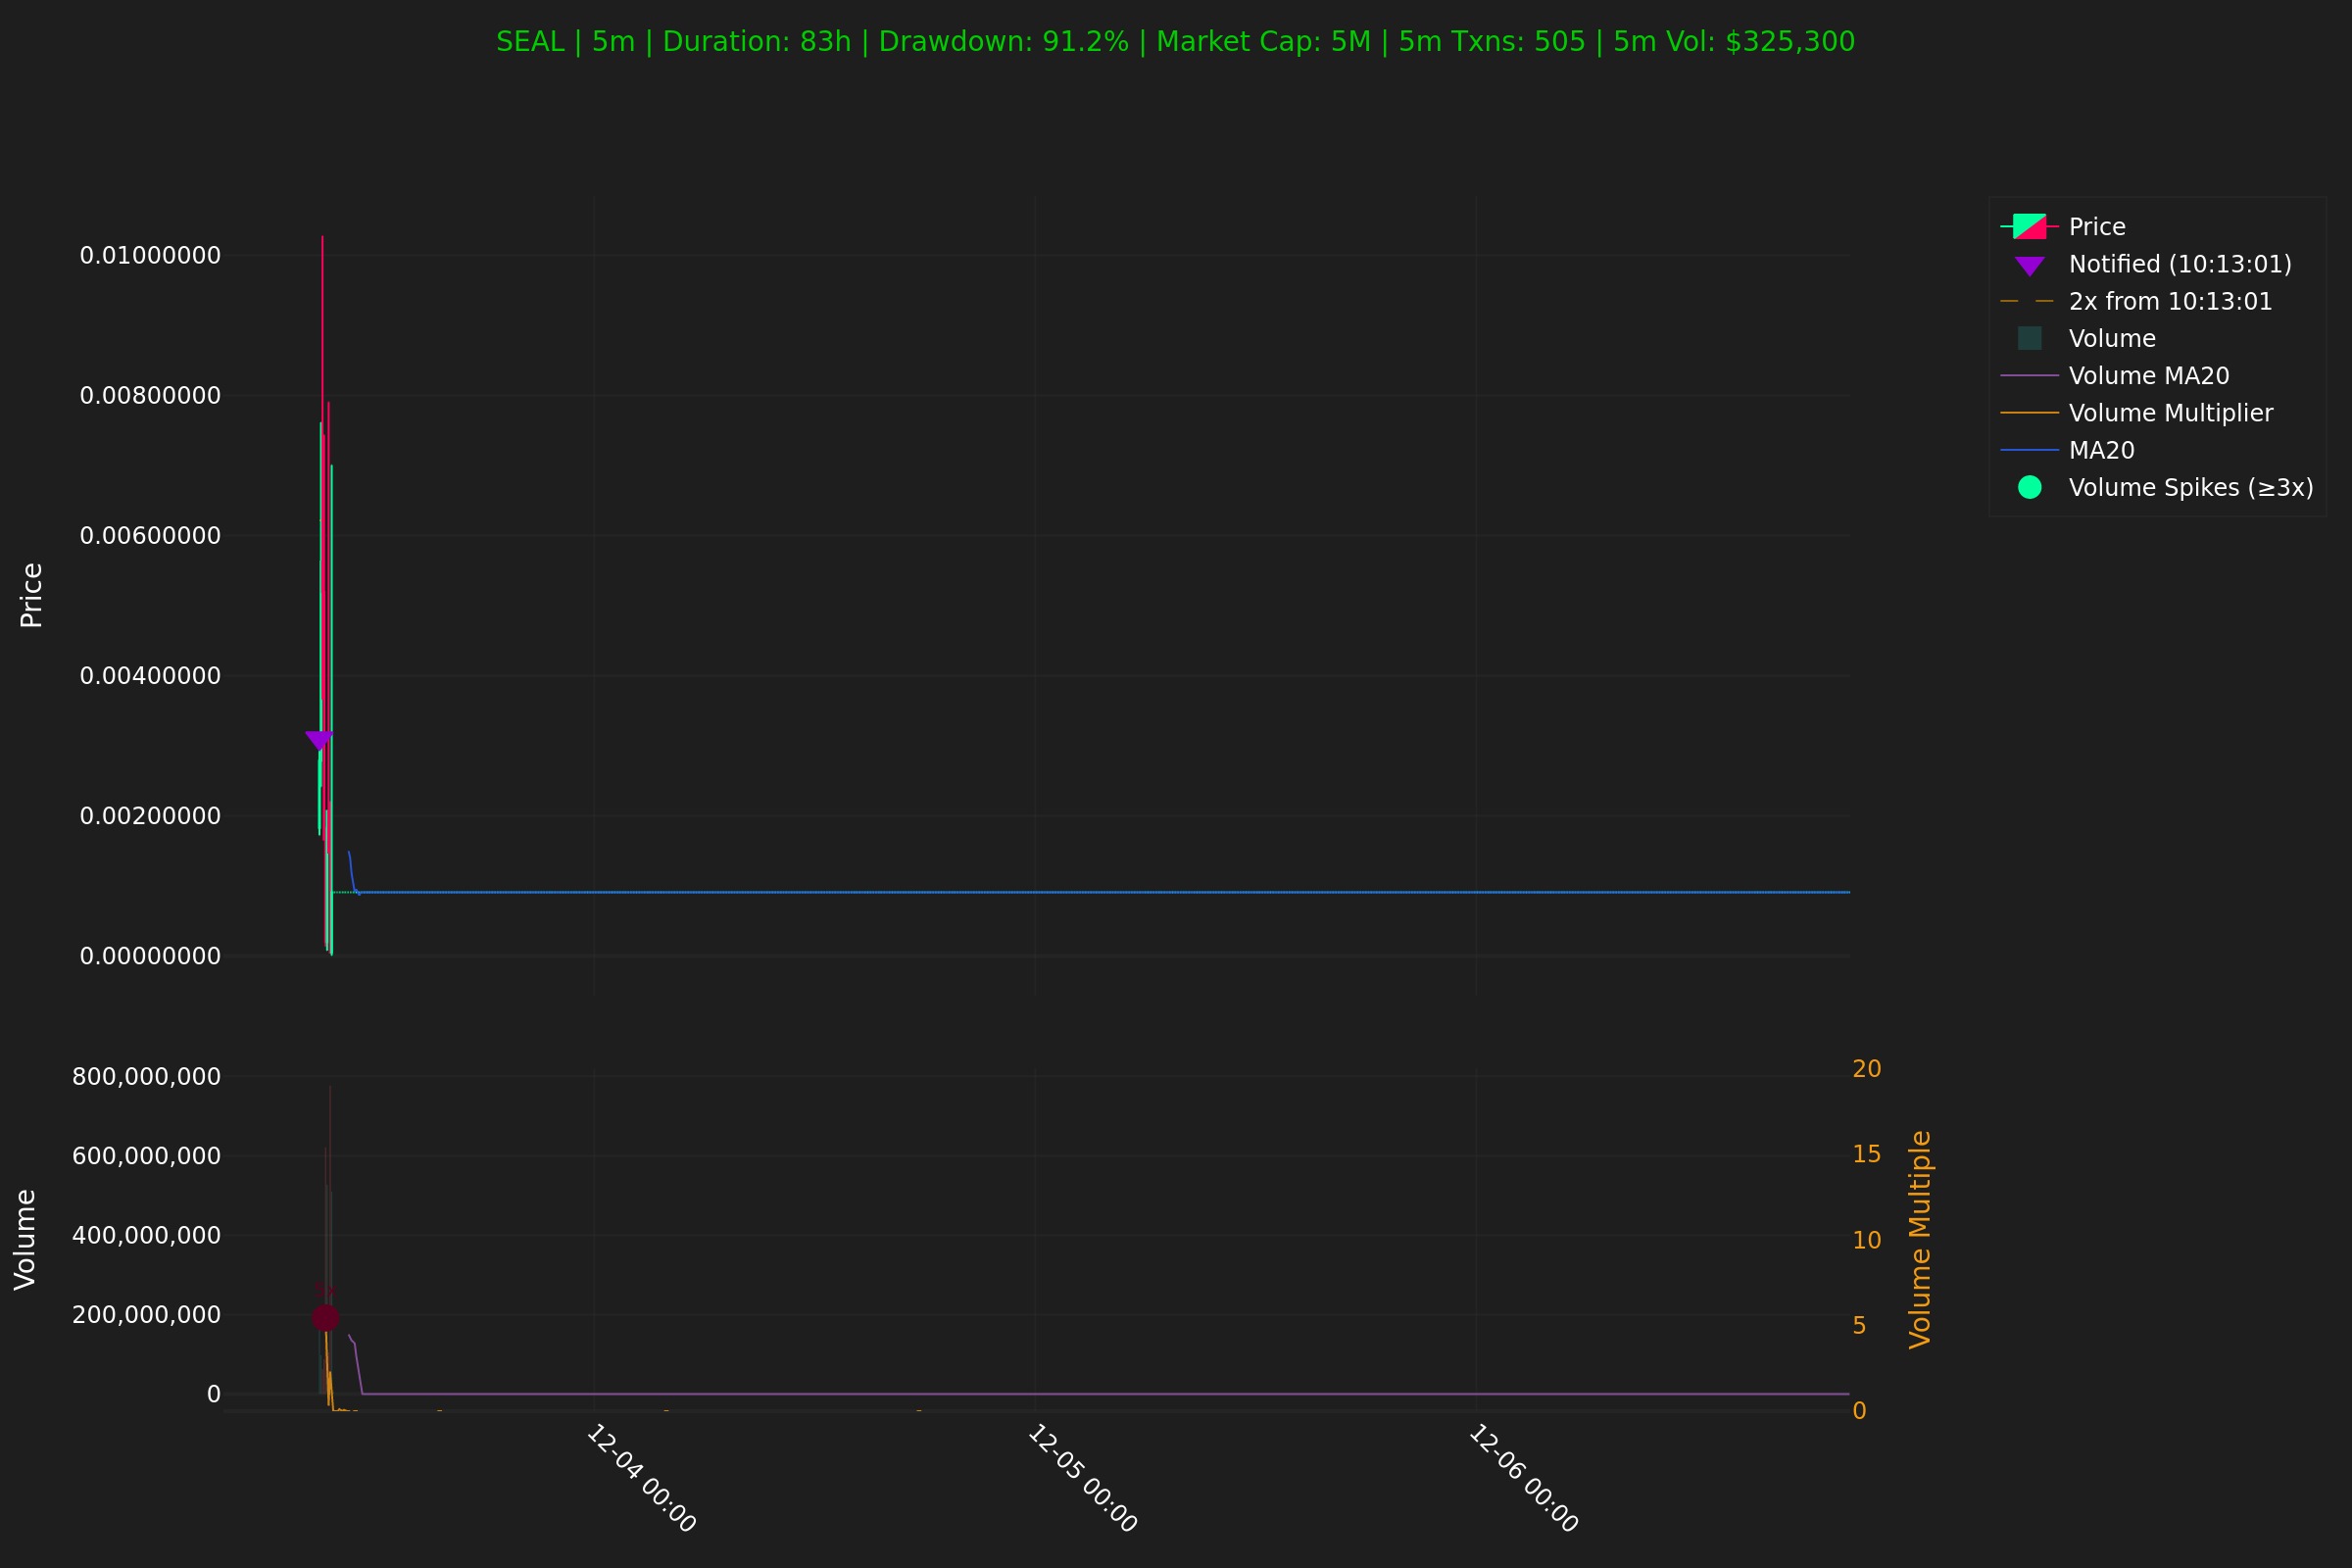 SEAL | 5m | Duration: 83h | Drawdown: 91.2% | Market Cap: 5M | 5m Txns: 505 | 5m Vol: $325,300
Price
0.01000000
0.00800000
0.00600000
0.00400000
0.00200000
0.00000000
Price
Notified (10:13:01)
2x from 10:13:01
Volume
Volume MA20
Volume Multiplier
MA20
Volume Spikes (≥3x)
Volume
800,000,000
600,000,000
400,000,000
200,000,000
0
20
15
10
5
0
Volume Multiple
12-04 00:00
12-05 00:00
12-06 00:00